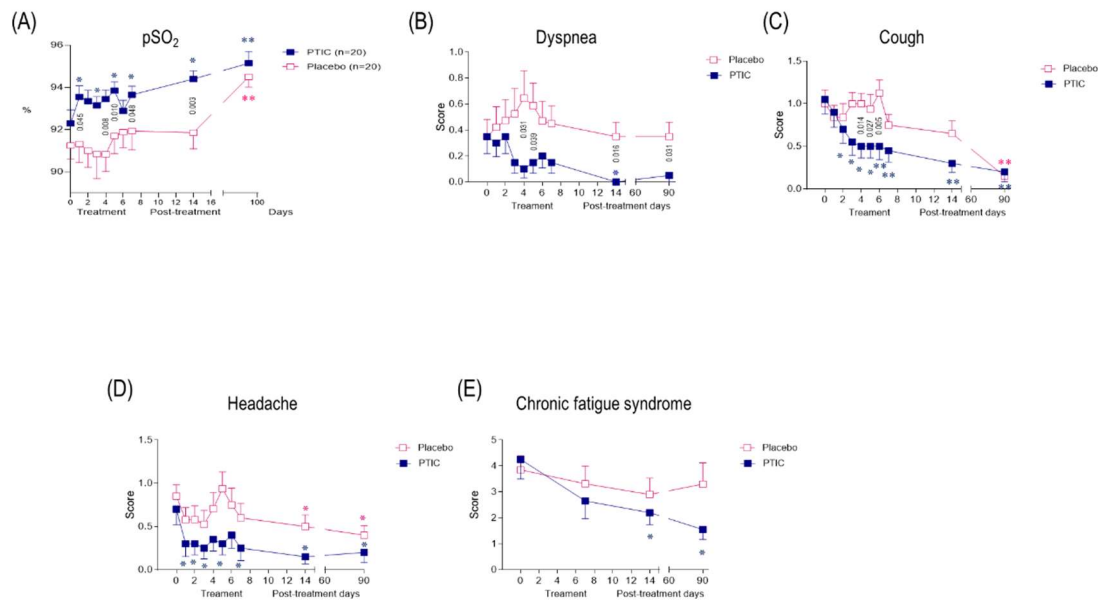 (A)
pSO2
96
94
92
90
%
PTIC (n=20)
Placebo (n=20)
*
*
*
*
*
**
**
0.045
0.008
0.010
0.049
0.003
0 2 4 6 8 10 12 14 16 100 Days
Treatment Post-treatment
(B)
Dyspnea
1.0
0.8
0.6
0.4
0.2
0.0
Score
Placebo
PTIC
0.031
0.039
0.016
0.031
*
0 2 4 6 8 10 12 14 60 90
Treament Post-treatment days
(C)
Cough
1.5
1.0
0.5
0.0
Score
Placebo
PTIC
0.014
0.027
0.005
* * * * ** ** ** **
**
0 2 4 6 8 10 12 14 60 90
Treament Post-treatment days
(D)
Headache
1.5
1.0
0.5
0.0
Score
Placebo
PTIC
* *
* * * * * * *
0 2 4 6 8 10 12 14 60 90
Treament Post-treatment days
(E)
Chronic fatigue syndrome
5
4
3
2
1
0
Score
Placebo
PTIC
* *
0 2 4 6 8 10 12 14 60 90
Treament Post-treatment days